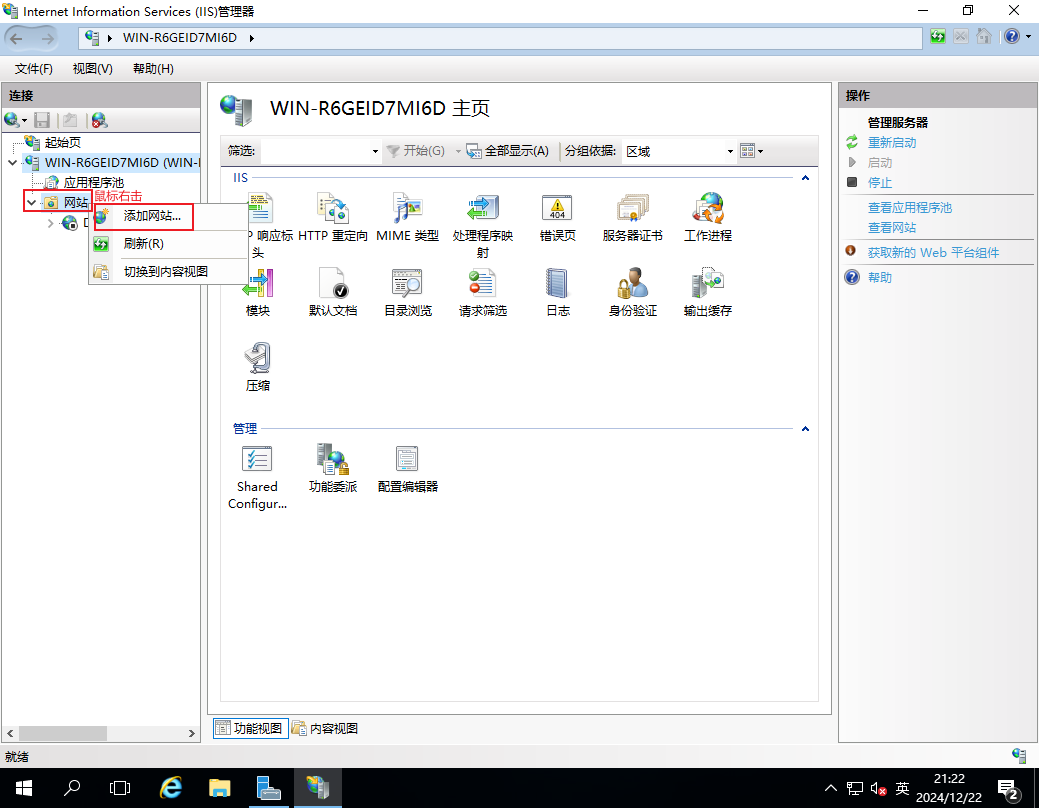 Internet Information Services (IIS)管理器
WIN-R6GEID7MI6D
文件(F) 视图(V) 帮助(H)
连接
起始页
WIN-R6GEID7MI6D (WIN-
应用程序池
网站
鼠标右击
添加网站...
刷新(R)
切换到内容视图
WIN-R6GEID7MI6D 主页
筛选: 开始(G) 全部显示(A) 分组依据: 区域
IIS
P 响应标头 HTTP 重定向 MIME 类型 处理程序映射 错误页 服务器证书 工作进程
404
模块 默认文档 目录浏览 请求筛选 日志 身份验证 输出缓存
压缩
管理
Shared Configur... 功能委派 配置编辑器
功能视图 内容视图
操作
管理服务器
重新启动
启动
停止
查看应用程序池
查看网站
获取新的 Web 平台组件
帮助
就绪
英
21:22
2024/12/22
2